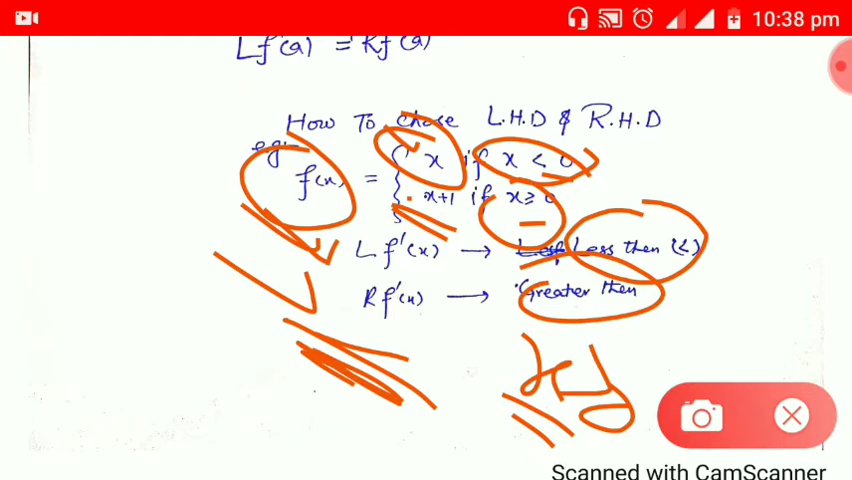 10:38 pm
Lf'(a) = Rf'(a)
How To chose L.H.D & R.H.D
eg:-
f(x) = { x if x < 0
x+1 if x ≥ 0
Lf'(x) → Less then (<)
Rf'(x) → Greater then
Scanned with CamScanner